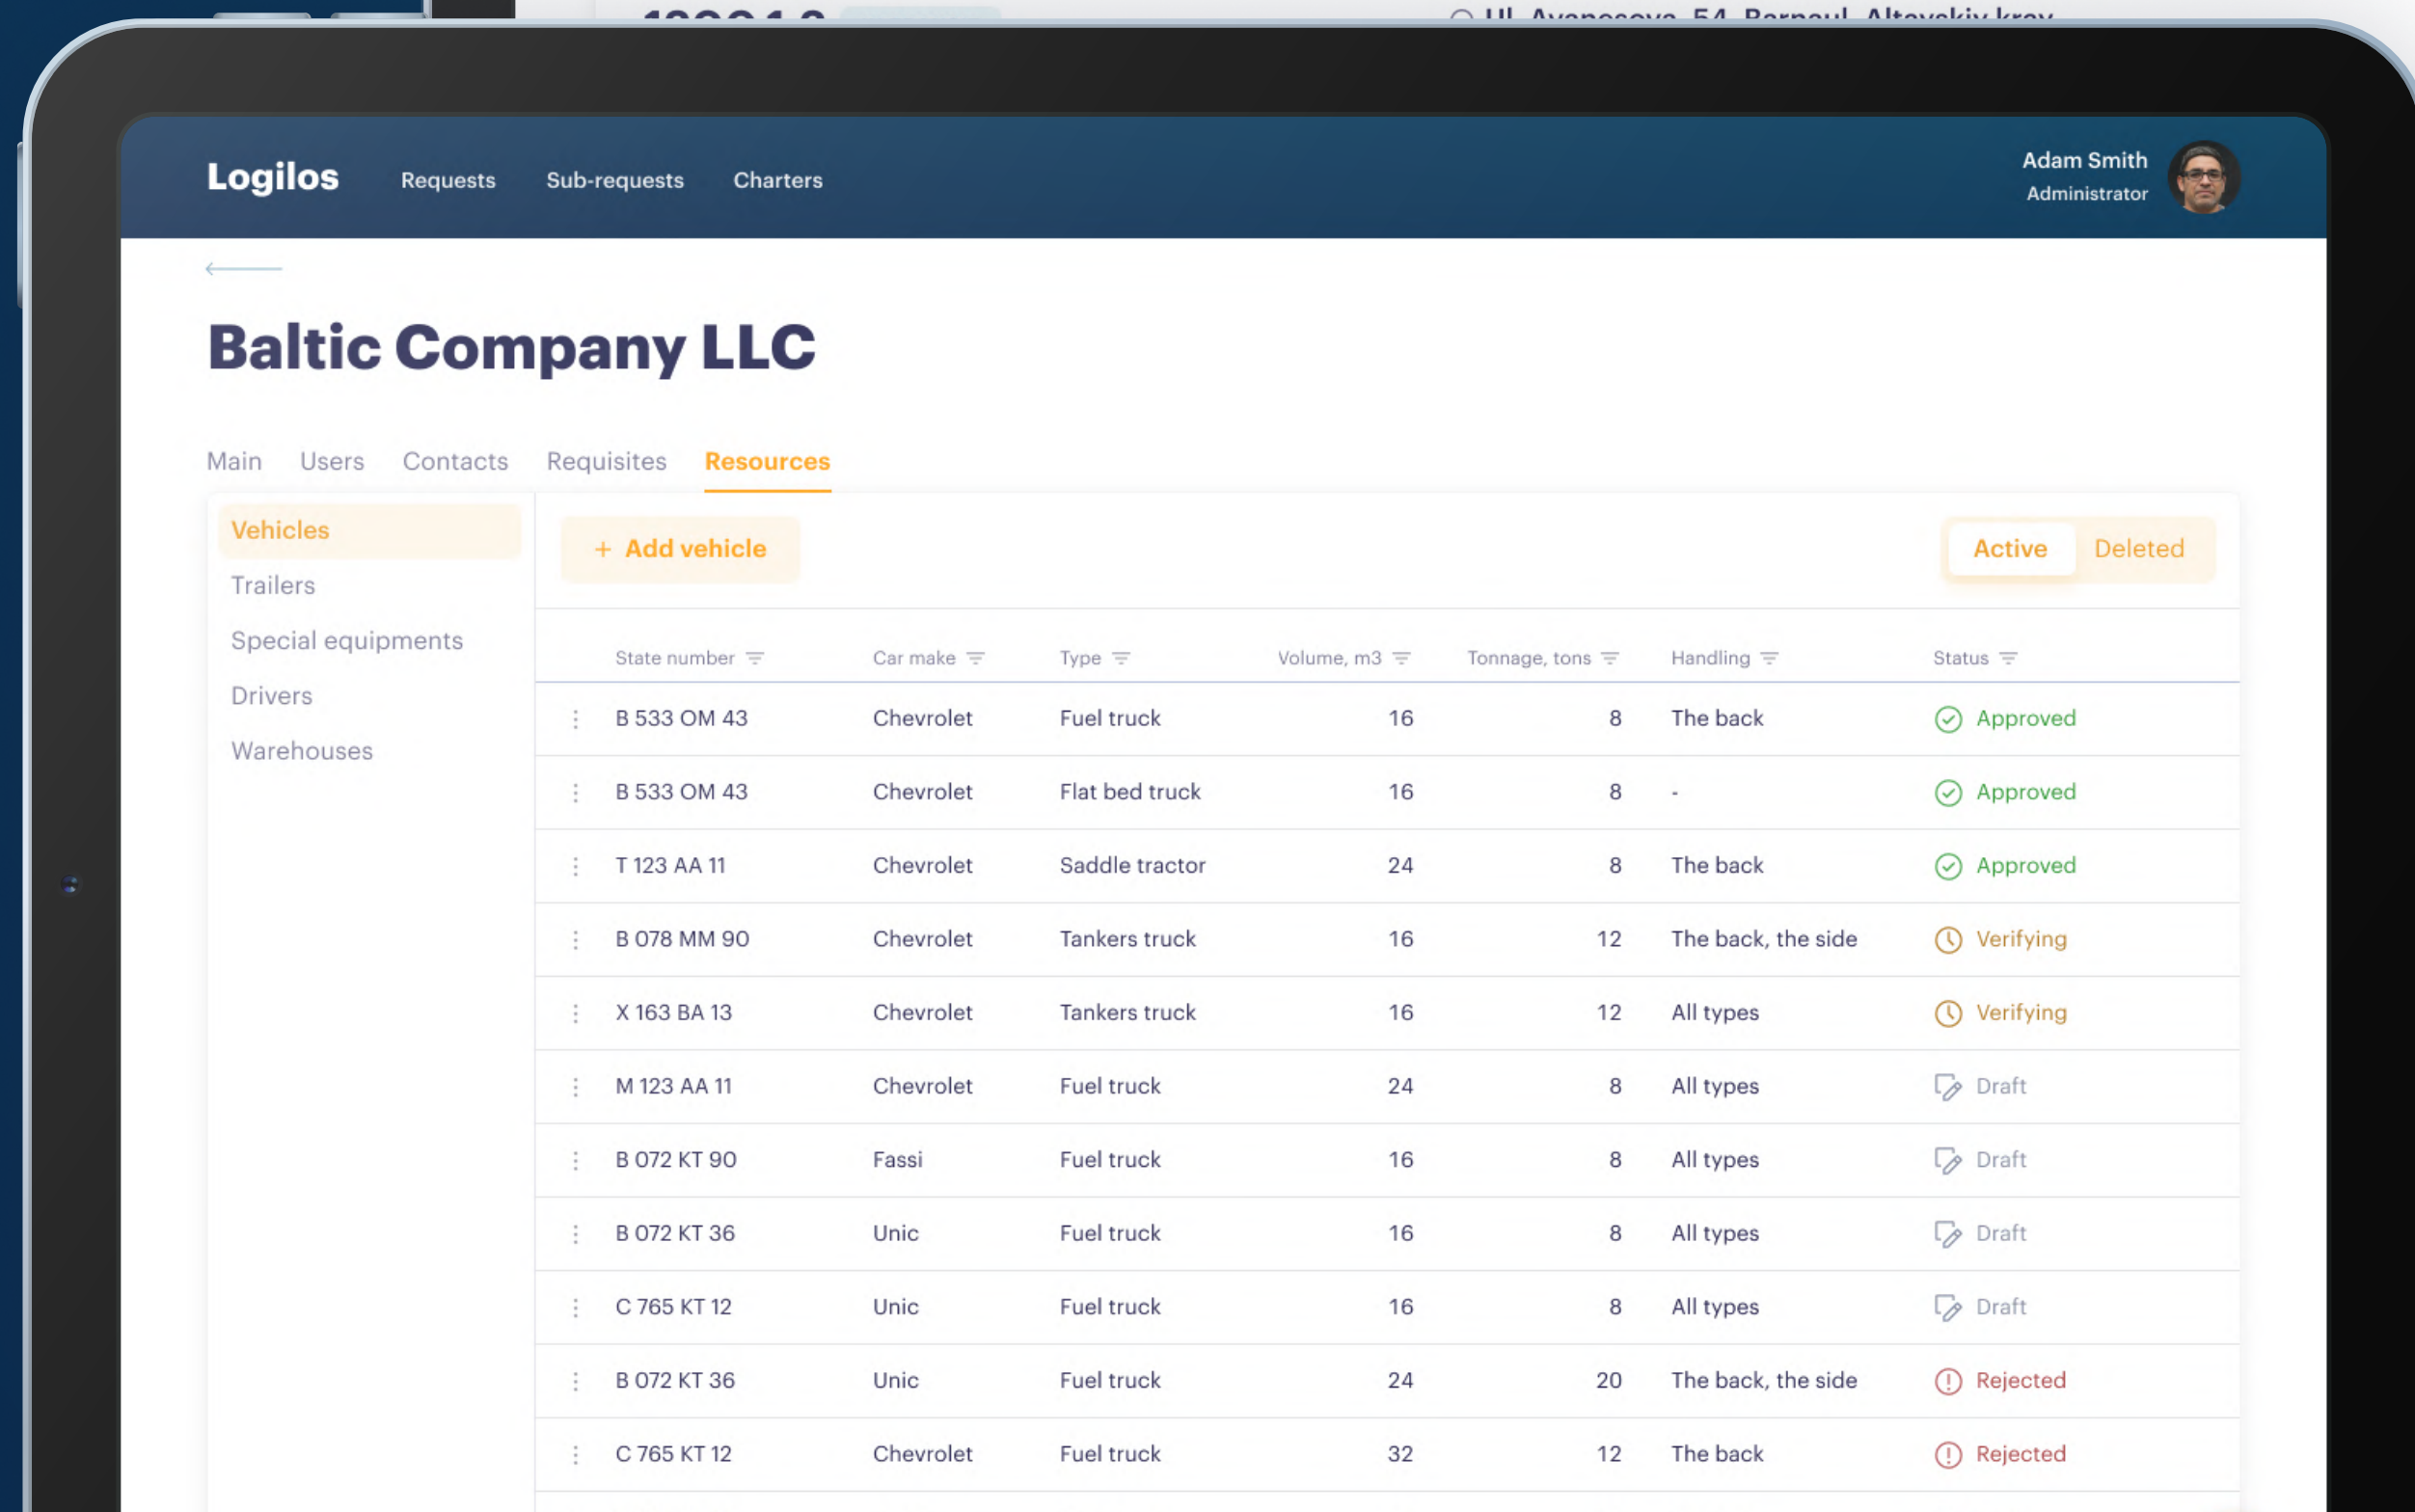 Logilos Requests Sub-requests Charters
Adam Smith
Administrator
Baltic Company LLC
Main Users Contacts Requisites Resources
Vehicles
Trailers
Special equipments
Drivers
Warehouses
+ Add vehicle
Active Deleted
State number Car make Type Volume, m3 Tonnage, tons Handling Status
B 533 OM 43 Chevrolet Fuel truck 16 8 The back Approved
B 533 OM 43 Chevrolet Flat bed truck 16 8 - Approved
T 123 AA 11 Chevrolet Saddle tractor 24 8 The back Approved
B 078 MM 90 Chevrolet Tankers truck 16 12 The back, the side Verifying
X 163 BA 13 Chevrolet Tankers truck 16 12 All types Verifying
M 123 AA 11 Chevrolet Fuel truck 24 8 All types Draft
B 072 KT 90 Fassi Fuel truck 16 8 All types Draft
B 072 KT 36 Unic Fuel truck 16 8 All types Draft
C 765 KT 12 Unic Fuel truck 16 8 All types Draft
B 072 KT 36 Unic Fuel truck 24 20 The back, the side Rejected
C 765 KT 12 Chevrolet Fuel truck 32 12 The back Rejected